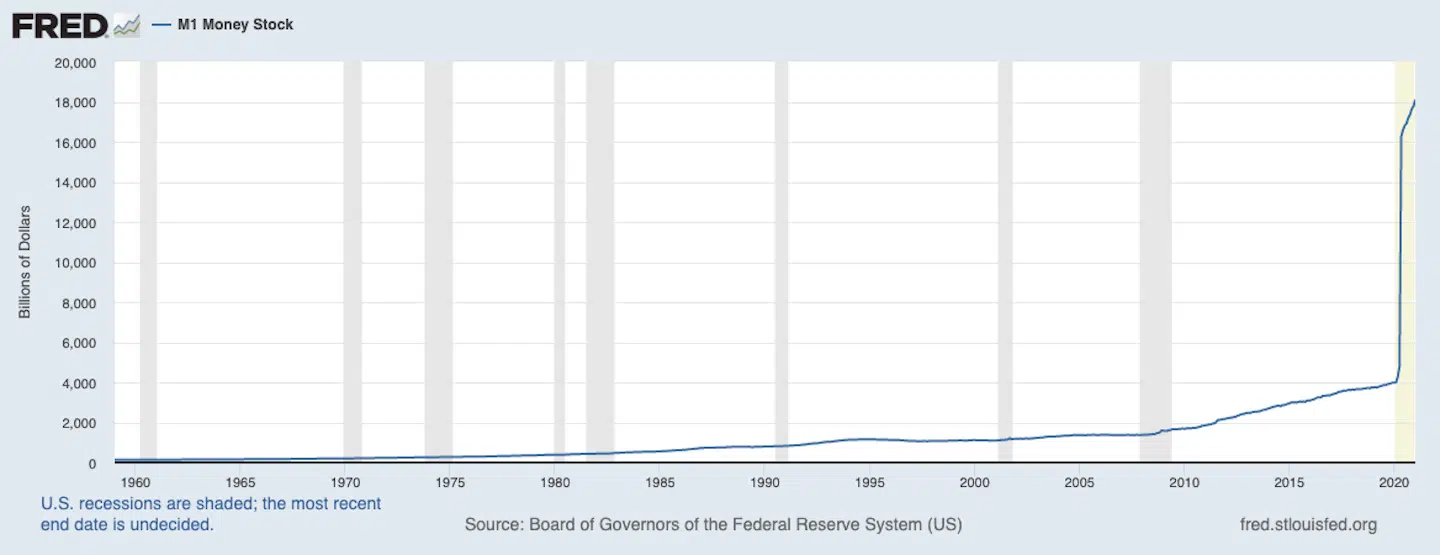 FRED
M1 Money Stock
20,000
18,000
16,000
14,000
12,000
10,000
8,000
6,000
4,000
2,000
0
Billions of Dollars
1960 1965 1970 1975 1980 1985 1990 1995 2000 2005 2010 2015 2020
U.S. recessions are shaded; the most recent
end date is undecided.
Source: Board of Governors of the Federal Reserve System (US)
fred.stlouisfed.org